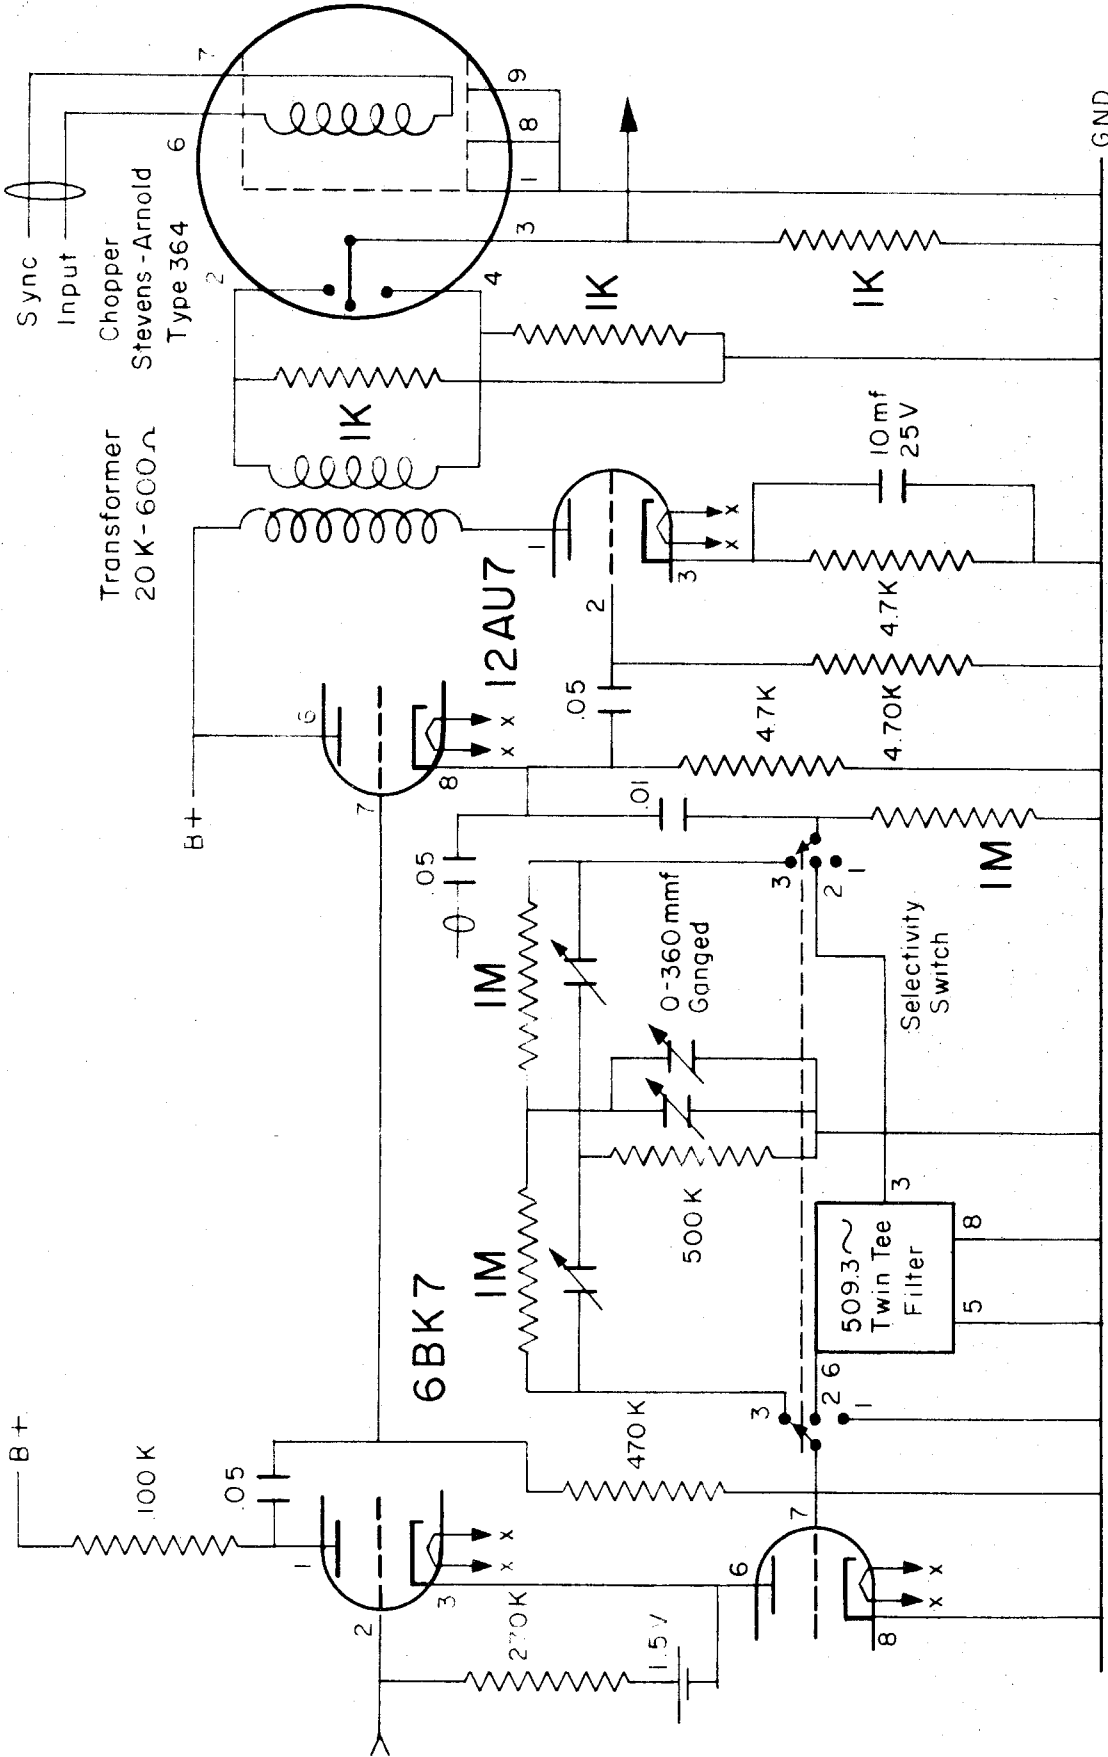 Sync
Input
Chopper
Stevens-Arnold
Type 364
Transformer
20K-600Ω
B+
B+
100K
.05
1
2
3
270K
1.5V
6BK7
6
7
8
470K
1M
1M
500K
0-360mmf
Ganged
.05
6
7
8
12AU7
.05
.01
1
2
3
4.7K
4.70K
4.7K
10mf
25V
1K
1K
1K
2
3
4
6
7
1
8
9
3
2
1
3
2
1
6
509.3~
Twin Tee
Filter
3
5
8
Selectivity
Switch
1M
x
x
x
x
x
x
x
x
GND